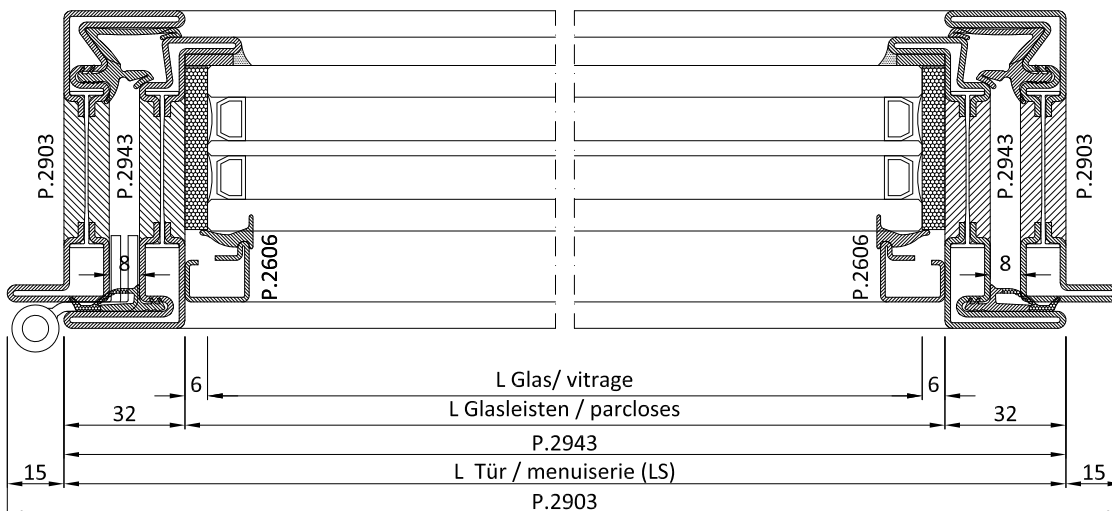 P.2903
P.2943
P.2606
P.2606
P.2943
P.2903
8
8
6
L Glas/ vitrage
6
32
L Glasleisten / parcloses
32
P.2943
15
L Tür / menuiserie (LS)
15
P.2903